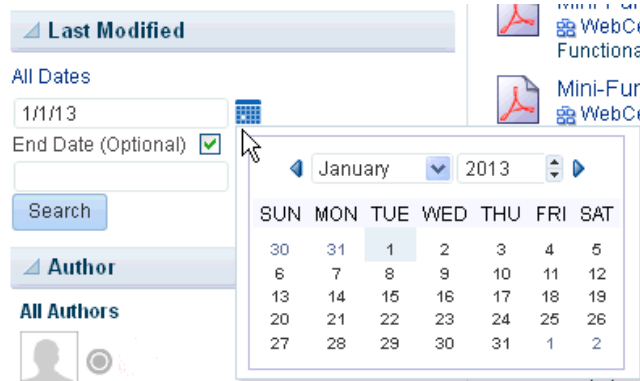 Last Modified
All Dates
1/1/13
End Date (Optional)
Search
Author
All Authors
January 2013
SUN MON TUE WED THU FRI SAT
30 31 1 2 3 4 5
6 7 8 9 10 11 12
13 14 15 16 17 18 19
20 21 22 23 24 25 26
27 28 29 30 31 1 2
WebCe
Functiona
Mini-Fur
WebCe